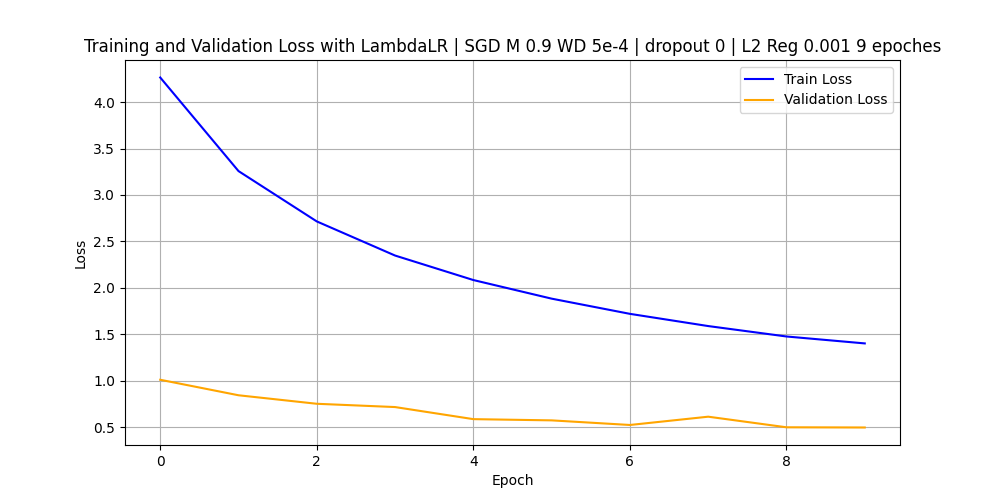 Training and Validation Loss with LambdaLR | SGD M 0.9 WD 5e-4 | dropout 0 | L2 Reg 0.001 9 epoches
Train Loss
Validation Loss
4.0
3.5
3.0
2.5
2.0
1.5
1.0
0.5
Loss
0 2 4 6 8
Epoch